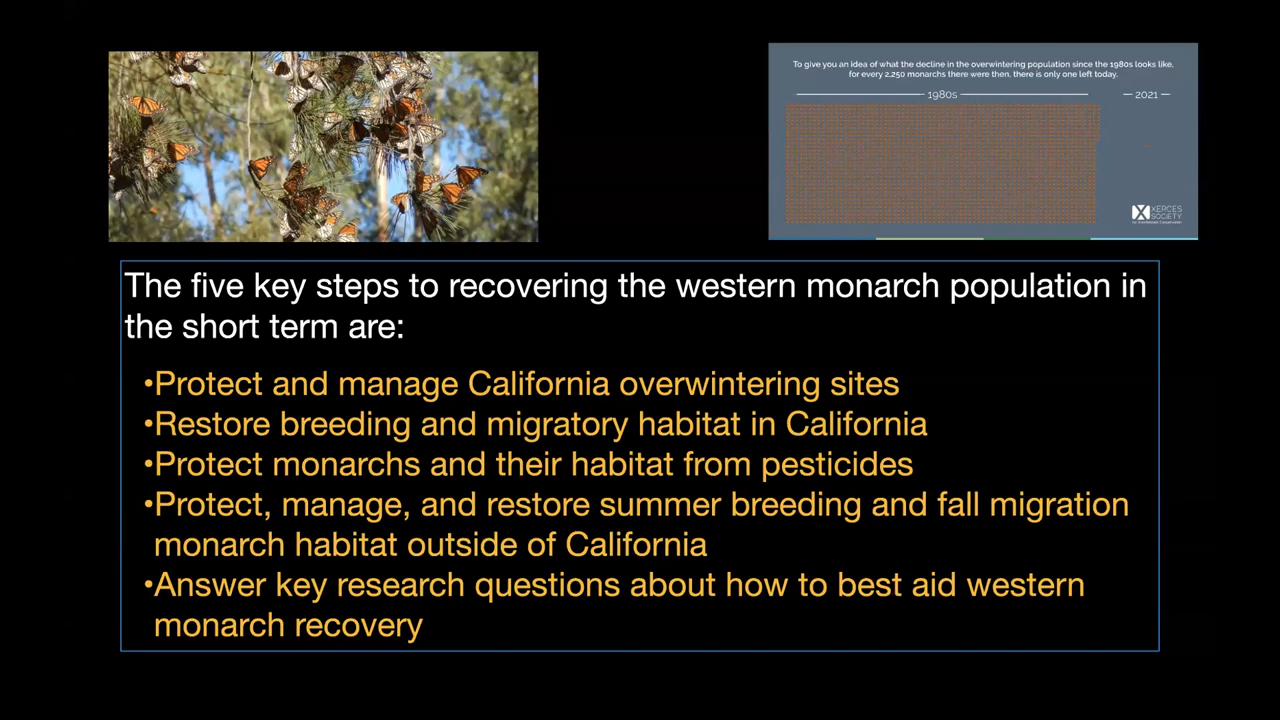 To give you an idea of what the decline in the overwintering population since the 1980s looks like,
for every 2,250 monarchs there were then, there is only one left today.
1980s
2021
XERCES
SOCIETY
for Invertebrate Conservation
The five key steps to recovering the western monarch population in
the short term are:
•Protect and manage California overwintering sites
•Restore breeding and migratory habitat in California
•Protect monarchs and their habitat from pesticides
•Protect, manage, and restore summer breeding and fall migration
monarch habitat outside of California
•Answer key research questions about how to best aid western
monarch recovery